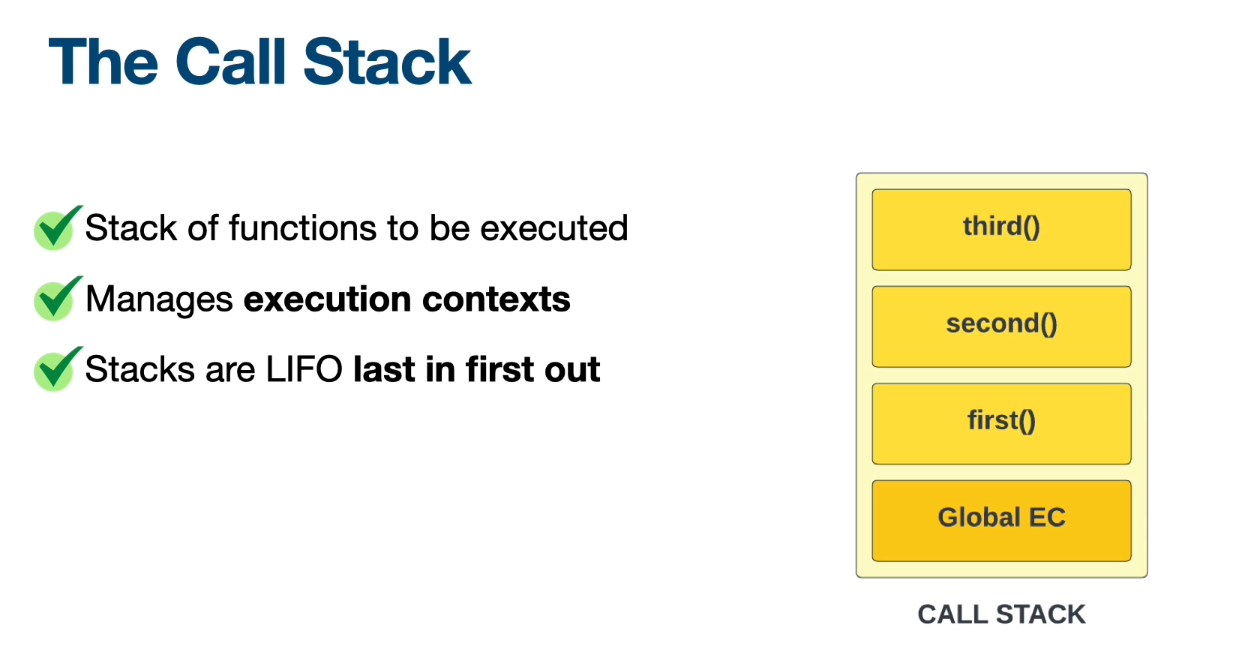 The Call Stack
Stack of functions to be executed
Manages execution contexts
Stacks are LIFO last in first out
third()
second()
first()
Global EC
CALL STACK